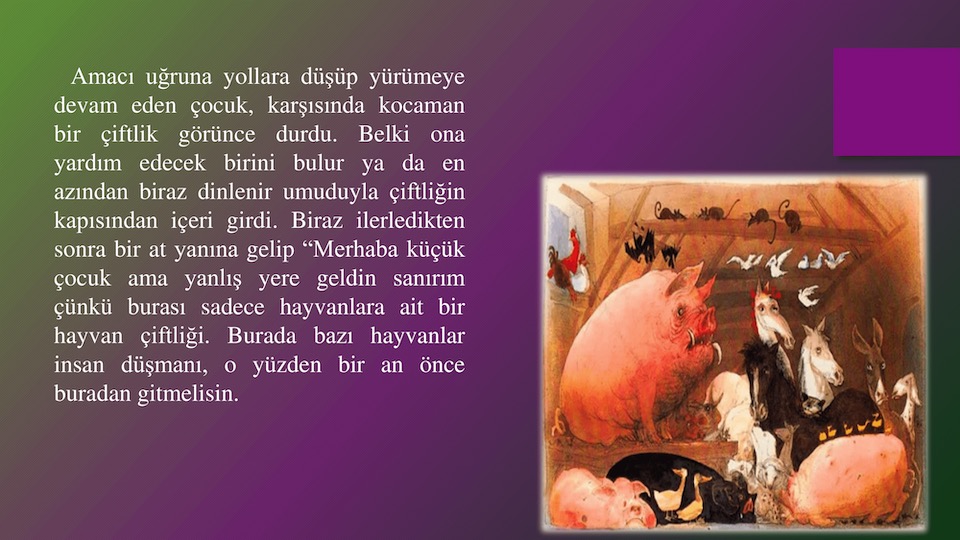 Amacı uğruna yollara düşüp yürümeye
devam eden çocuk, karşısında kocaman
bir çiftlik görünce durdu. Belki ona
yardım edecek birini bulur ya da en
azından biraz dinlenir umuduyla çiftliğin
kapısından içeri girdi. Biraz ilerledikten
sonra bir at yanına gelip “Merhaba küçük
çocuk ama yanlış yere geldin sanırım
çünkü burası sadece hayvanlara ait bir
hayvan çiftliği. Burada bazı hayvanlar
insan düşmanı, o yüzden bir an önce
buradan gitmelisin.